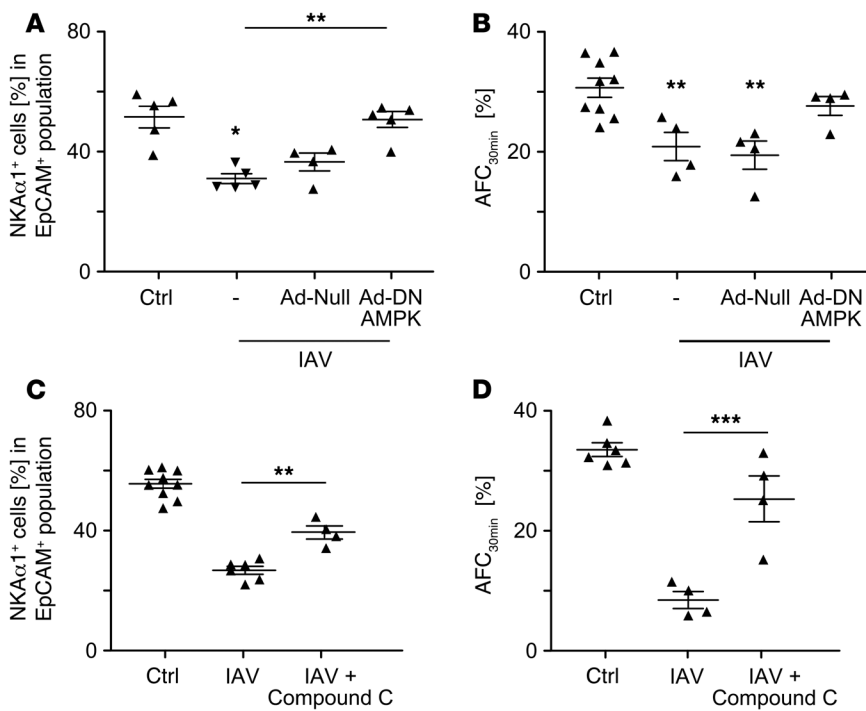 A
NKAα1⁺ cells [%] in
EpCAM⁺ population
80
40
0
*
**
Ctrl
-
Ad-Null
Ad-DN
AMPK
IAV
B
AFC30min [%]
40
20
0
**
**
Ctrl
-
Ad-Null
Ad-DN
AMPK
IAV
C
NKAα1⁺ cells [%] in
EpCAM⁺ population
80
40
0
**
Ctrl
IAV
IAV +
Compound C
D
AFC30min [%]
40
20
0
***
Ctrl
IAV
IAV +
Compound C